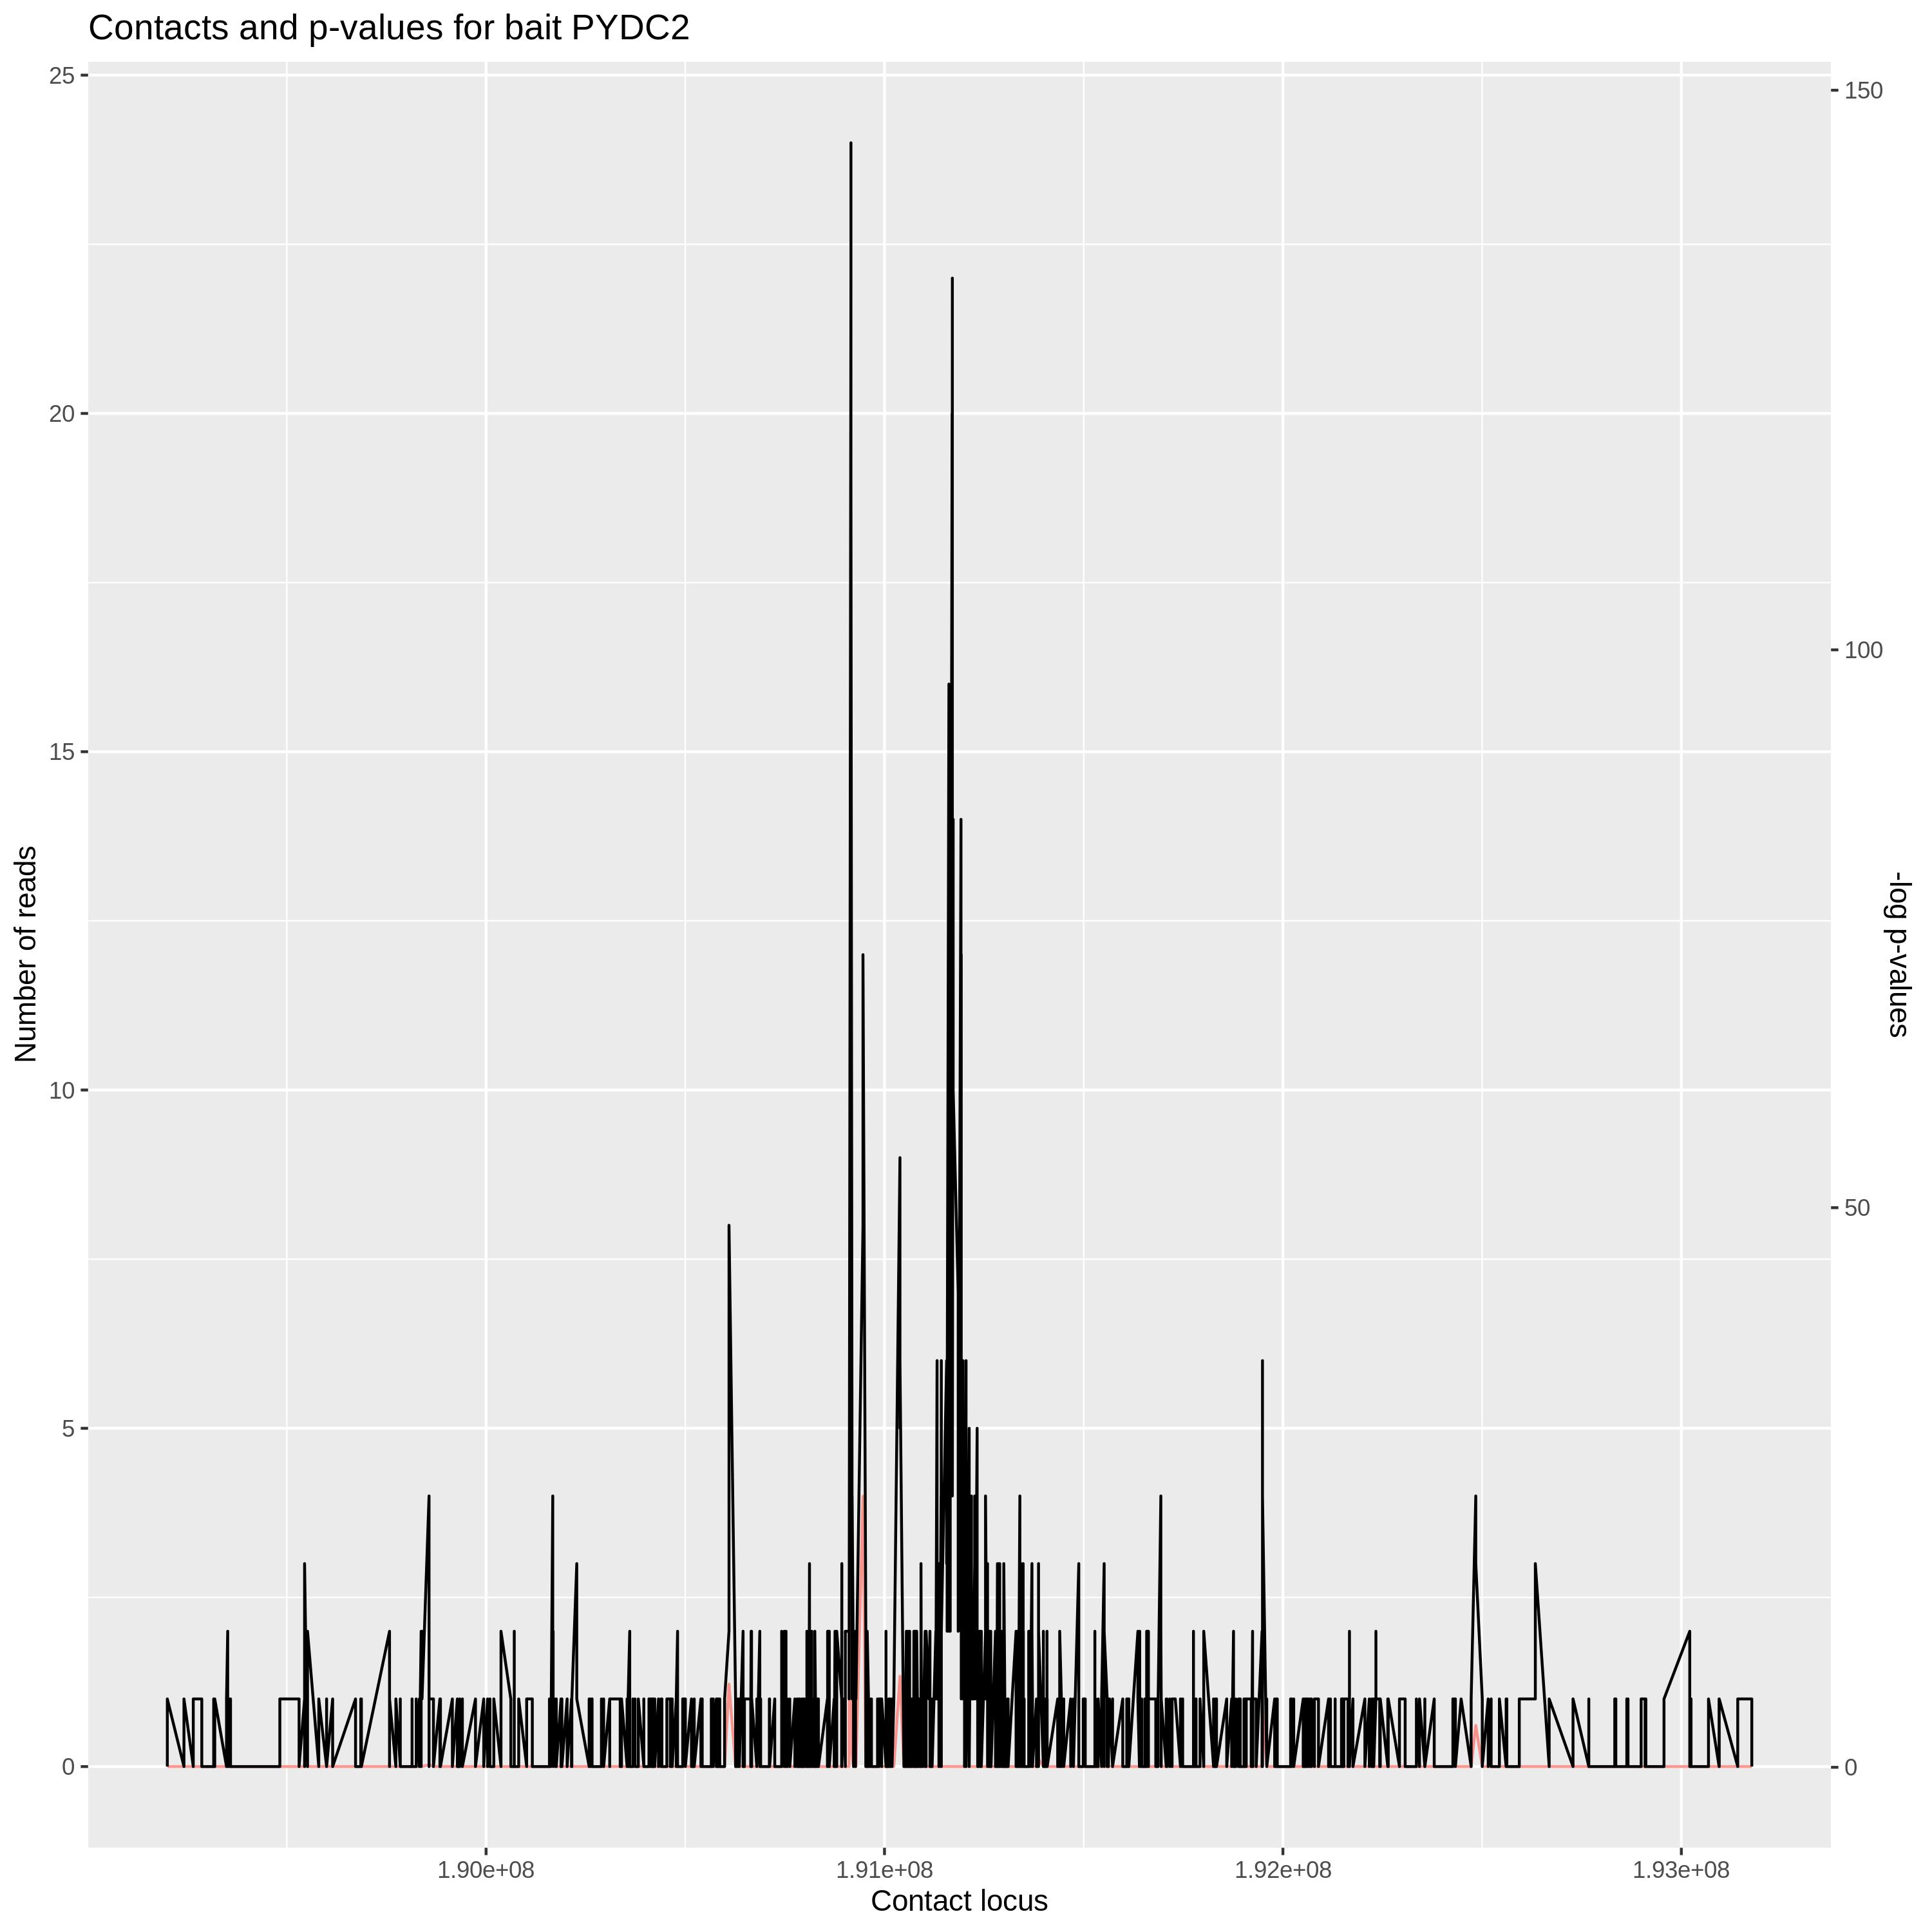 Contacts and p-values for bait PYDC2
25
20
15
10
5
0
150
100
50
0
Number of reads
-log p-values
1.90e+08
1.91e+08
1.92e+08
1.93e+08
Contact locus